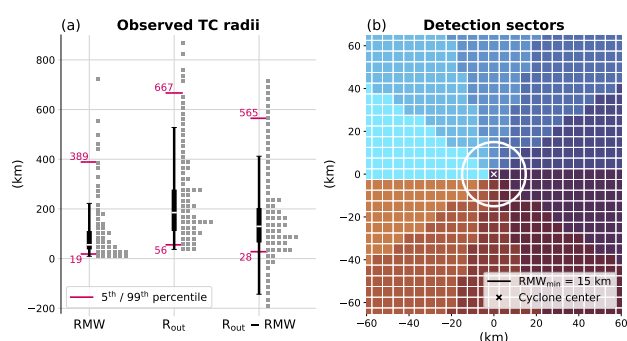 (a) Observed TC radii
800
600
400
200
0
−200
(km)
389
19
667
56
565
28
5th / 99th percentile
RMW
Rout
Rout − RMW
(b) Detection sectors
60
40
20
0
−20
−40
−60
(km)
RMWmin = 15 km
Cyclone center
−60 −40 −20 0 20 40 60
(km)